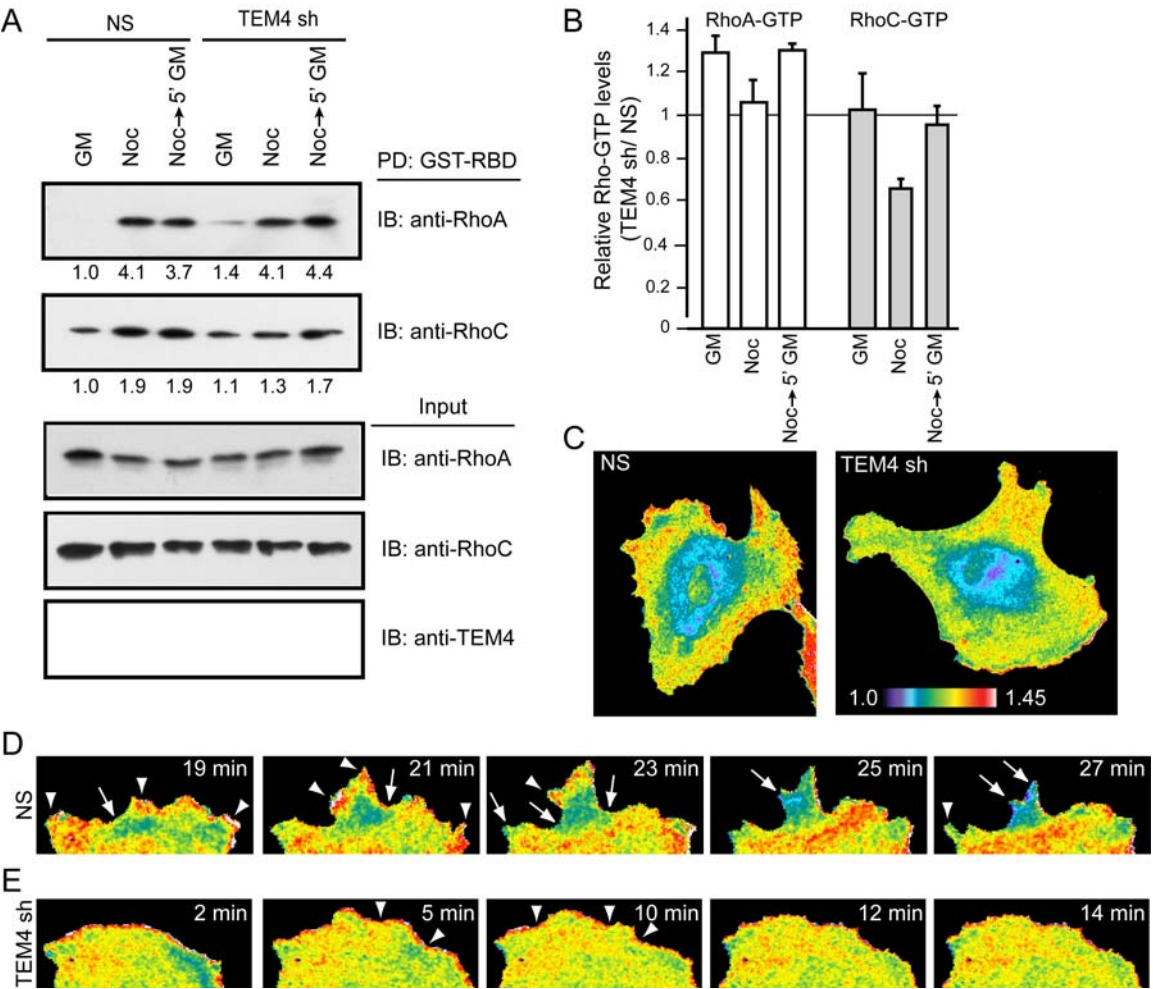 A
NS
TEM4 sh
GM
Noc
Noc→5' GM
GM
Noc
Noc→5' GM
PD: GST-RBD
IB: anti-RhoA
1.0 4.1 3.7 1.4 4.1 4.4
IB: anti-RhoC
1.0 1.9 1.9 1.1 1.3 1.7
Input
IB: anti-RhoA
IB: anti-RhoC
IB: anti-TEM4
B
RhoA-GTP
RhoC-GTP
Relative Rho-GTP levels
(TEM4 sh/ NS)
1.4
1.2
1
0.8
0.6
0.4
0.2
0
GM
Noc
Noc→5' GM
GM
Noc
Noc→5' GM
C
NS
TEM4 sh
1.0
1.45
D
NS
19 min
21 min
23 min
25 min
27 min
E
TEM4 sh
2 min
5 min
10 min
12 min
14 min